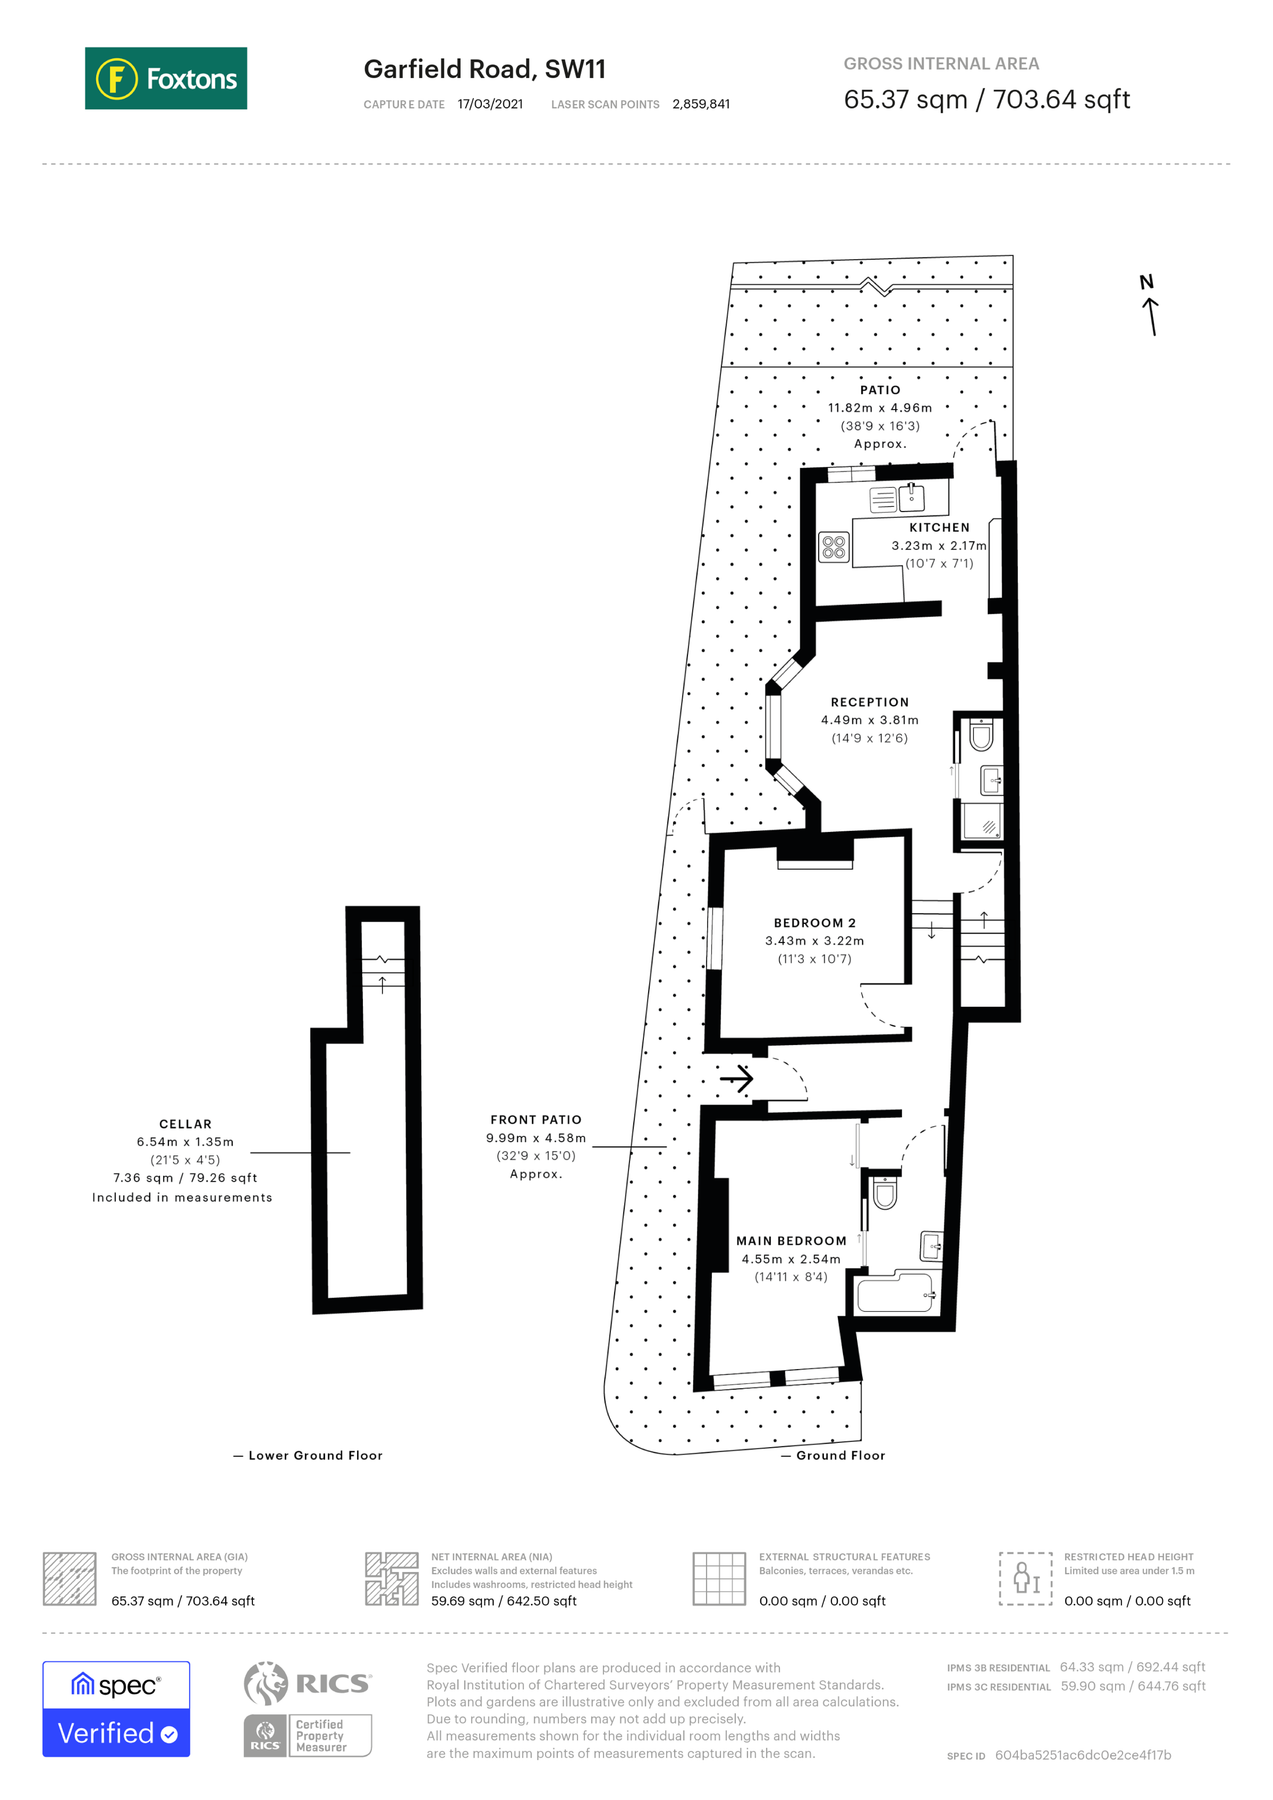 Foxtons
Garfield Road, SW11
CAPTURE DATE 17/03/2021 LASER SCAN POINTS 2,859,841
GROSS INTERNAL AREA
65.37 sqm / 703.64 sqft
N
PATIO
11.82m x 4.96m
(38'9 x 16'3)
Approx.
KITCHEN
3.23m x 2.17m
(10'7 x 7'1)
RECEPTION
4.49m x 3.81m
(14'9 x 12'6)
BEDROOM 2
3.43m x 3.22m
(11'3 x 10'7)
CELLAR
6.54m x 1.35m
(21'5 x 4'5)
7.36 sqm / 79.26 sqft
Included in measurements
FRONT PATIO
9.99m x 4.58m
(32'9 x 15'0)
Approx.
MAIN BEDROOM
4.55m x 2.54m
(14'11 x 8'4)
— Lower Ground Floor
— Ground Floor
GROSS INTERNAL AREA (GIA)
The footprint of the property
65.37 sqm / 703.64 sqft
NET INTERNAL AREA (NIA)
Excludes walls and external features
Includes washrooms, restricted head height
59.69 sqm / 642.50 sqft
EXTERNAL STRUCTURAL FEATURES
Balconies, terraces, verandas etc.
0.00 sqm / 0.00 sqft
RESTRICTED HEAD HEIGHT
Limited use area under 1.5 m
0.00 sqm / 0.00 sqft
spec®
Verified
RICS®
RICS
Certified
Property
Measurer
Spec Verified floor plans are produced in accordance with
Royal Institution of Chartered Surveyors' Property Measurement Standards.
Plots and gardens are illustrative only and excluded from all area calculations.
Due to rounding, numbers may not add up precisely.
All measurements shown for the individual room lengths and widths
are the maximum points of measurements captured in the scan.
IPMS 3B RESIDENTIAL 64.33 sqm / 692.44 sqft
IPMS 3C RESIDENTIAL 59.90 sqm / 644.76 sqft
SPEC ID 604ba5251ac6dc0e2ce4f17b